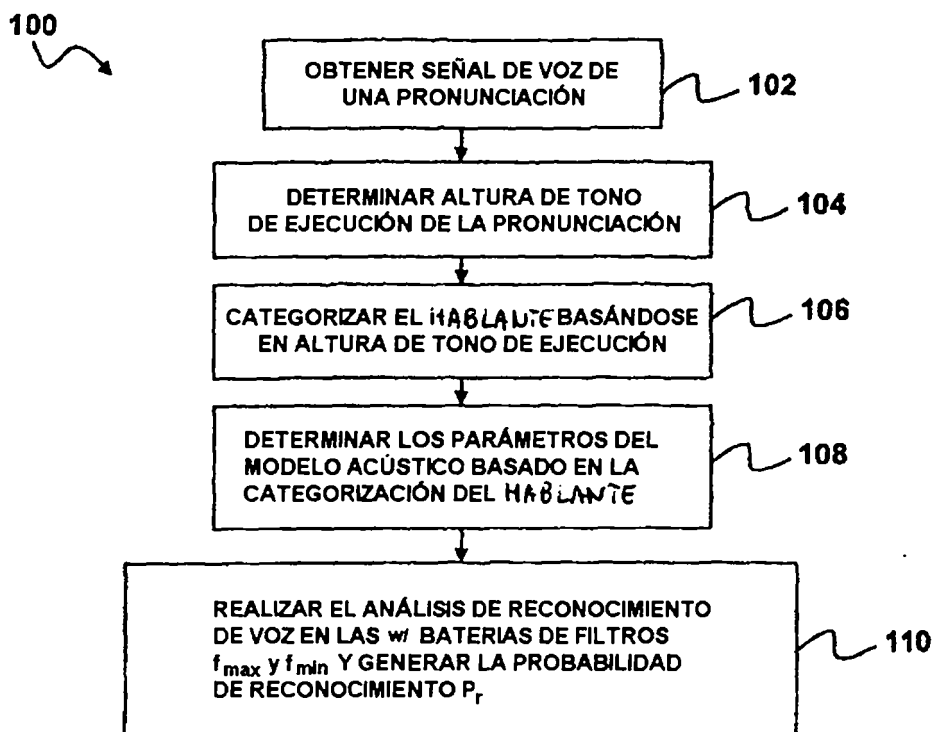 100
OBTENER SEÑAL DE VOZ DE
UNA PRONUNCIACIÓN
102
DETERMINAR ALTURA DE TONO
DE EJECUCIÓN DE LA PRONUNCIACIÓN
104
CATEGORIZAR EL HABLANTE BASÁNDOSE
EN ALTURA DE TONO DE EJECUCIÓN
106
DETERMINAR LOS PARÁMETROS DEL
MODELO ACÚSTICO BASADO EN LA
CATEGORIZACIÓN DEL HABLANTE
108
REALIZAR EL ANÁLISIS DE RECONOCIMIENTO
DE VOZ EN LAS w/ BATERIAS DE FILTROS
fmax y fmin Y GENERAR LA PROBABILIDAD
DE RECONOCIMIENTO Pr
110